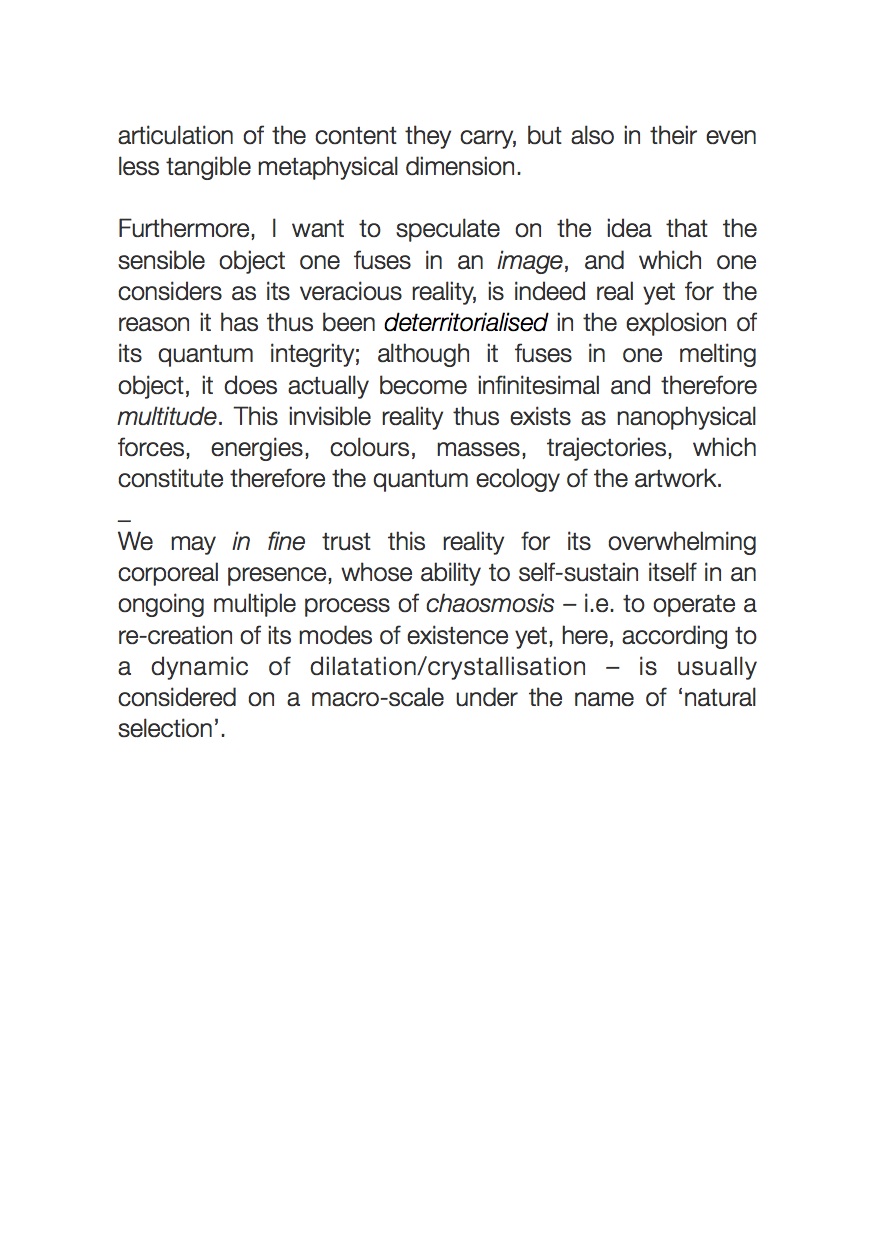 articulation of the content they carry, but also in their even
less tangible metaphysical dimension.
Furthermore, I want to speculate on the idea that the
sensible object one fuses in an image, and which one
considers as its veracious reality, is indeed real yet for the
reason it has thus been deterritorialised in the explosion of
its quantum integrity; although it fuses in one melting
object, it does actually become infinitesimal and therefore
multitude. This invisible reality thus exists as nanophysical
forces, energies, colours, masses, trajectories, which
constitute therefore the quantum ecology of the artwork.
_
We may in fine trust this reality for its overwhelming
corporeal presence, whose ability to self-sustain itself in an
ongoing multiple process of chaosmosis – i.e. to operate a
re-creation of its modes of existence yet, here, according to
a dynamic of dilatation/crystallisation – is usually
considered on a macro-scale under the name of ‘natural
selection’.